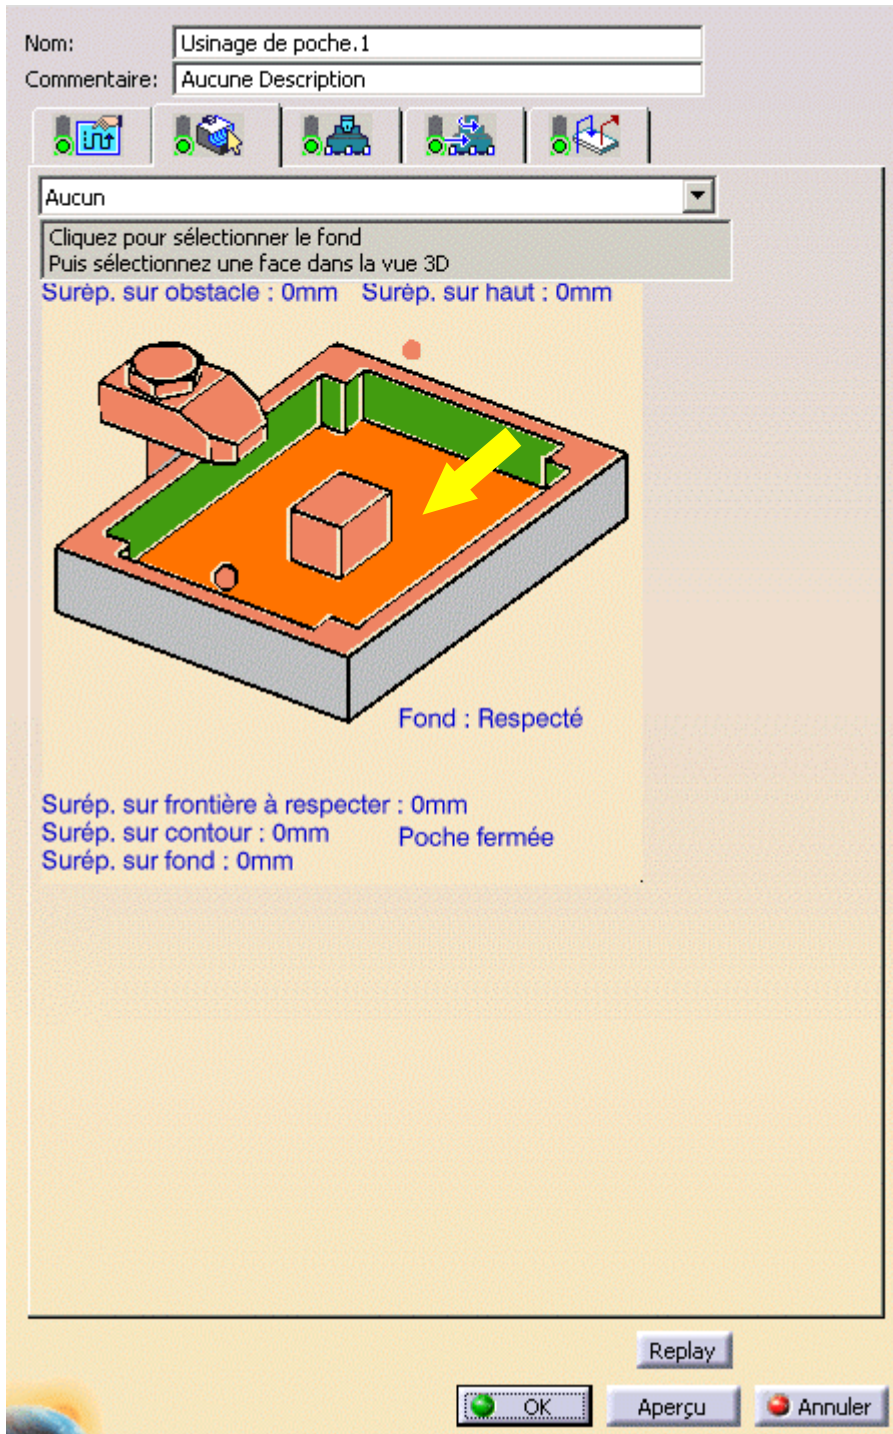 Nom: Usinage de poche.1
Commentaire: Aucune Description
Aucun
Cliquez pour sélectionner le fond
Puis sélectionnez une face dans la vue 3D
Surép. sur obstacle : 0mm Surép. sur haut : 0mm
Fond : Respecté
Surép. sur frontière à respecter : 0mm
Surép. sur contour : 0mm Poche fermée
Surép. sur fond : 0mm
Replay
OK Aperçu Annuler